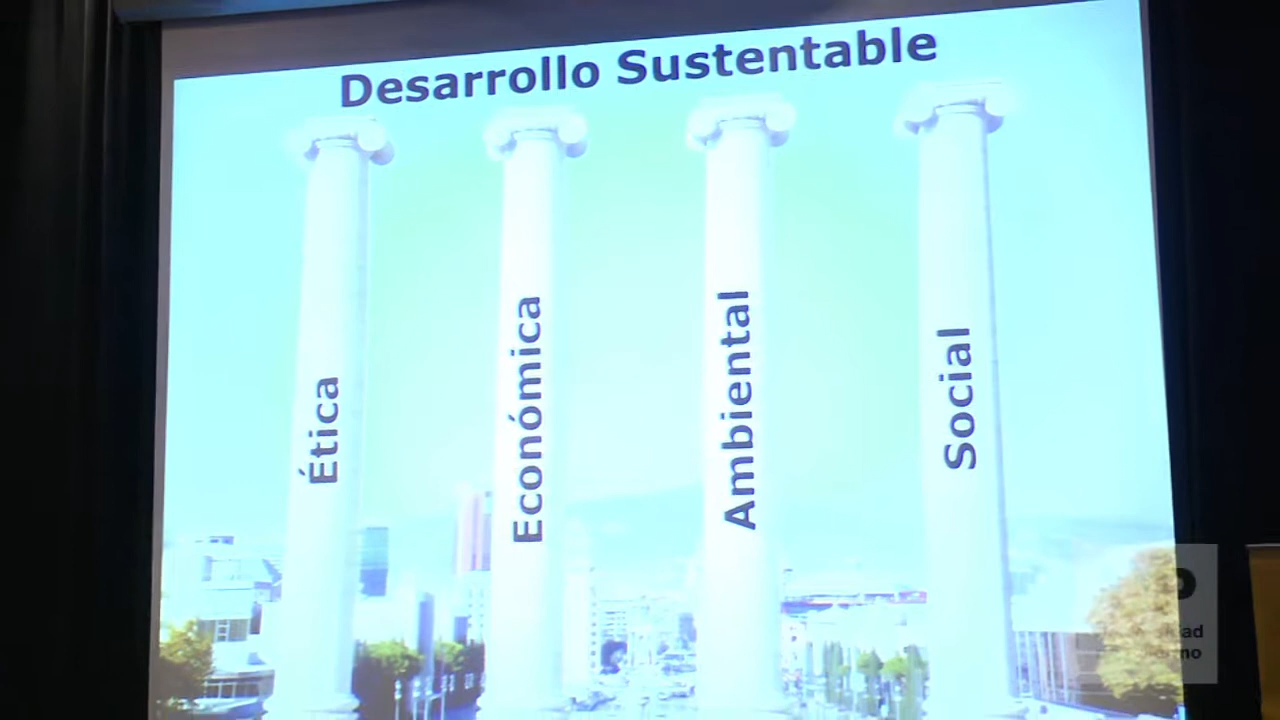 Desarrollo Sustentable
Ética
Económica
Ambiental
Social